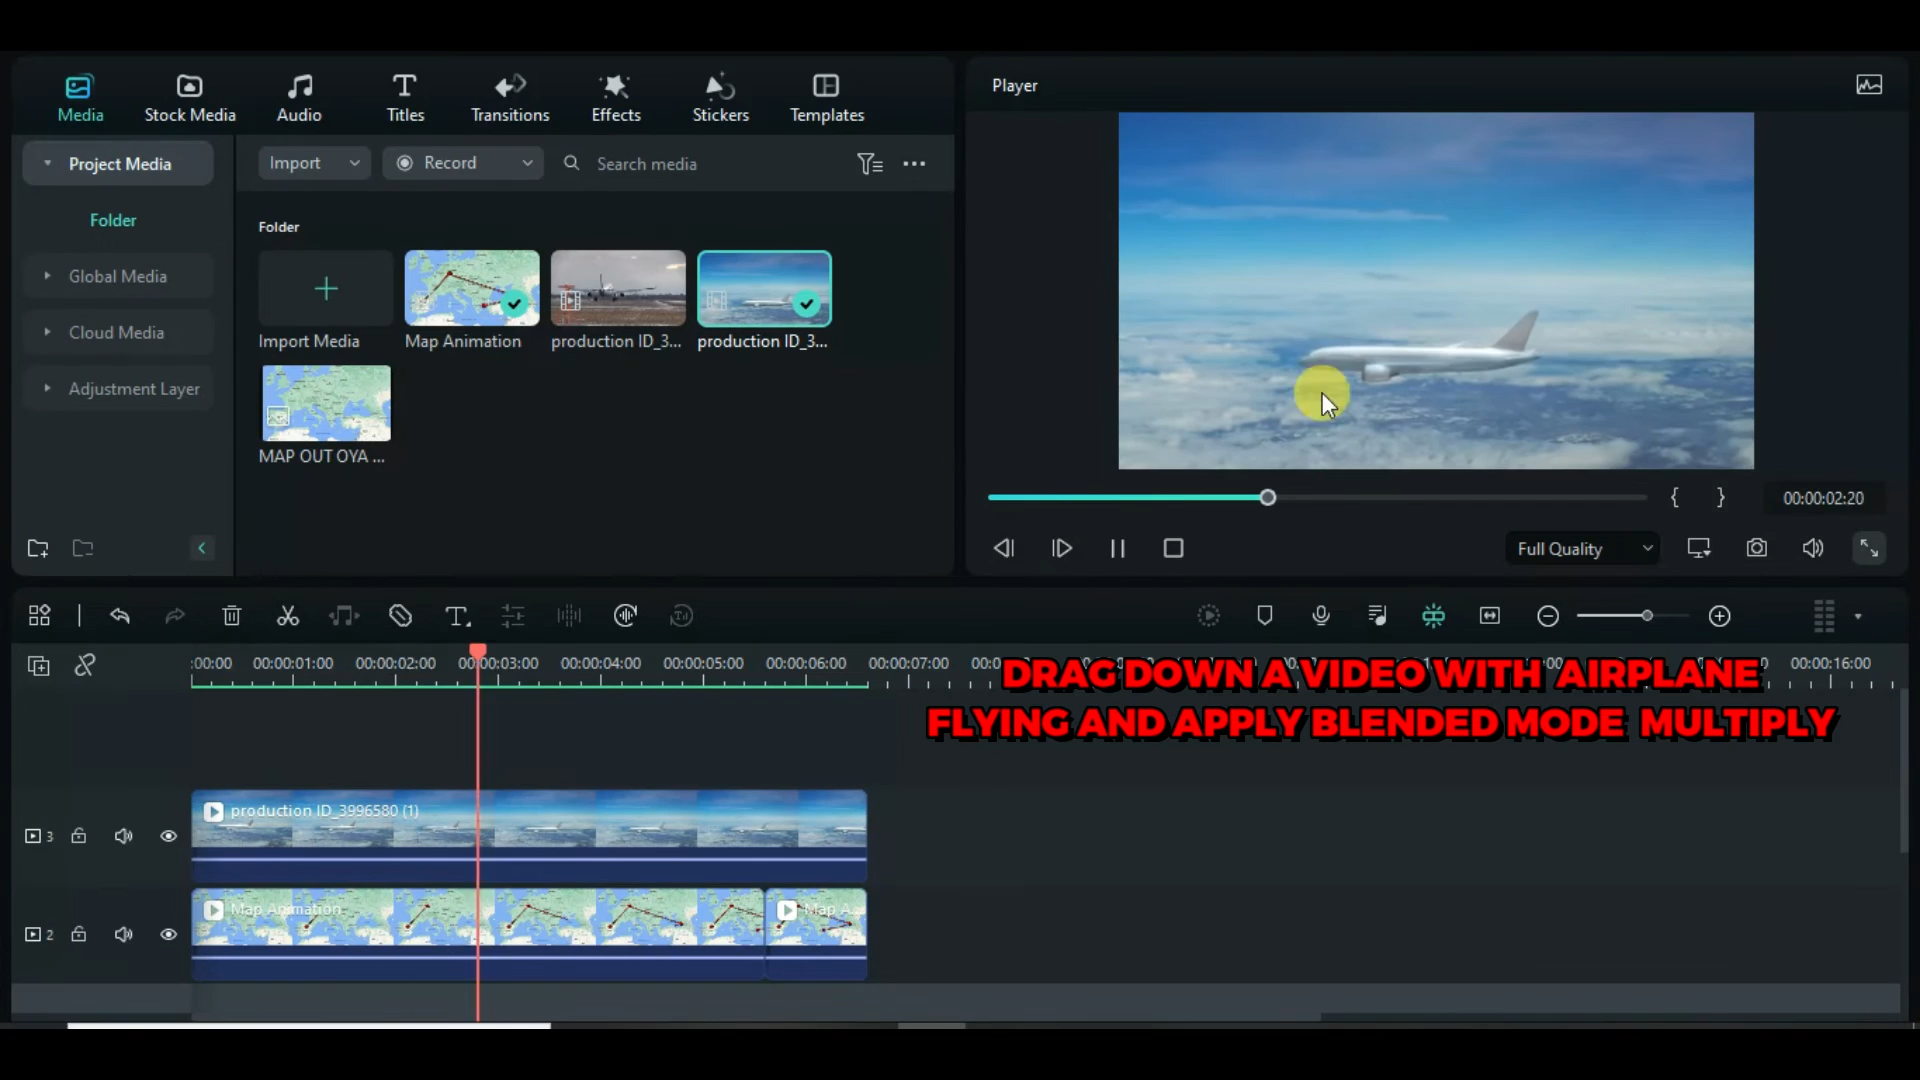 Media
Stock Media
Audio
Titles
Transitions
Effects
Stickers
Templates
Player
Project Media
Import
Record
Search media
Folder
Global Media
Cloud Media
Adjustment Layer
Folder
Import Media
Map Animation
production ID_3...
production ID_3...
MAP OUT OYA ...
{ } 00:00:02:20
Full Quality
:00:00 00:00:01:00 00:00:02:00 00:00:03:00 00:00:04:00 00:00:05:00 00:00:06:00 00:00:07:00 00:00:16:00
DRAG DOWN A VIDEO WITH AIRPLANE
FLYING AND APPLY BLENDED MODE MULTIPLY
3
production ID_3996580 (1)
2
Map Animation
Map A...